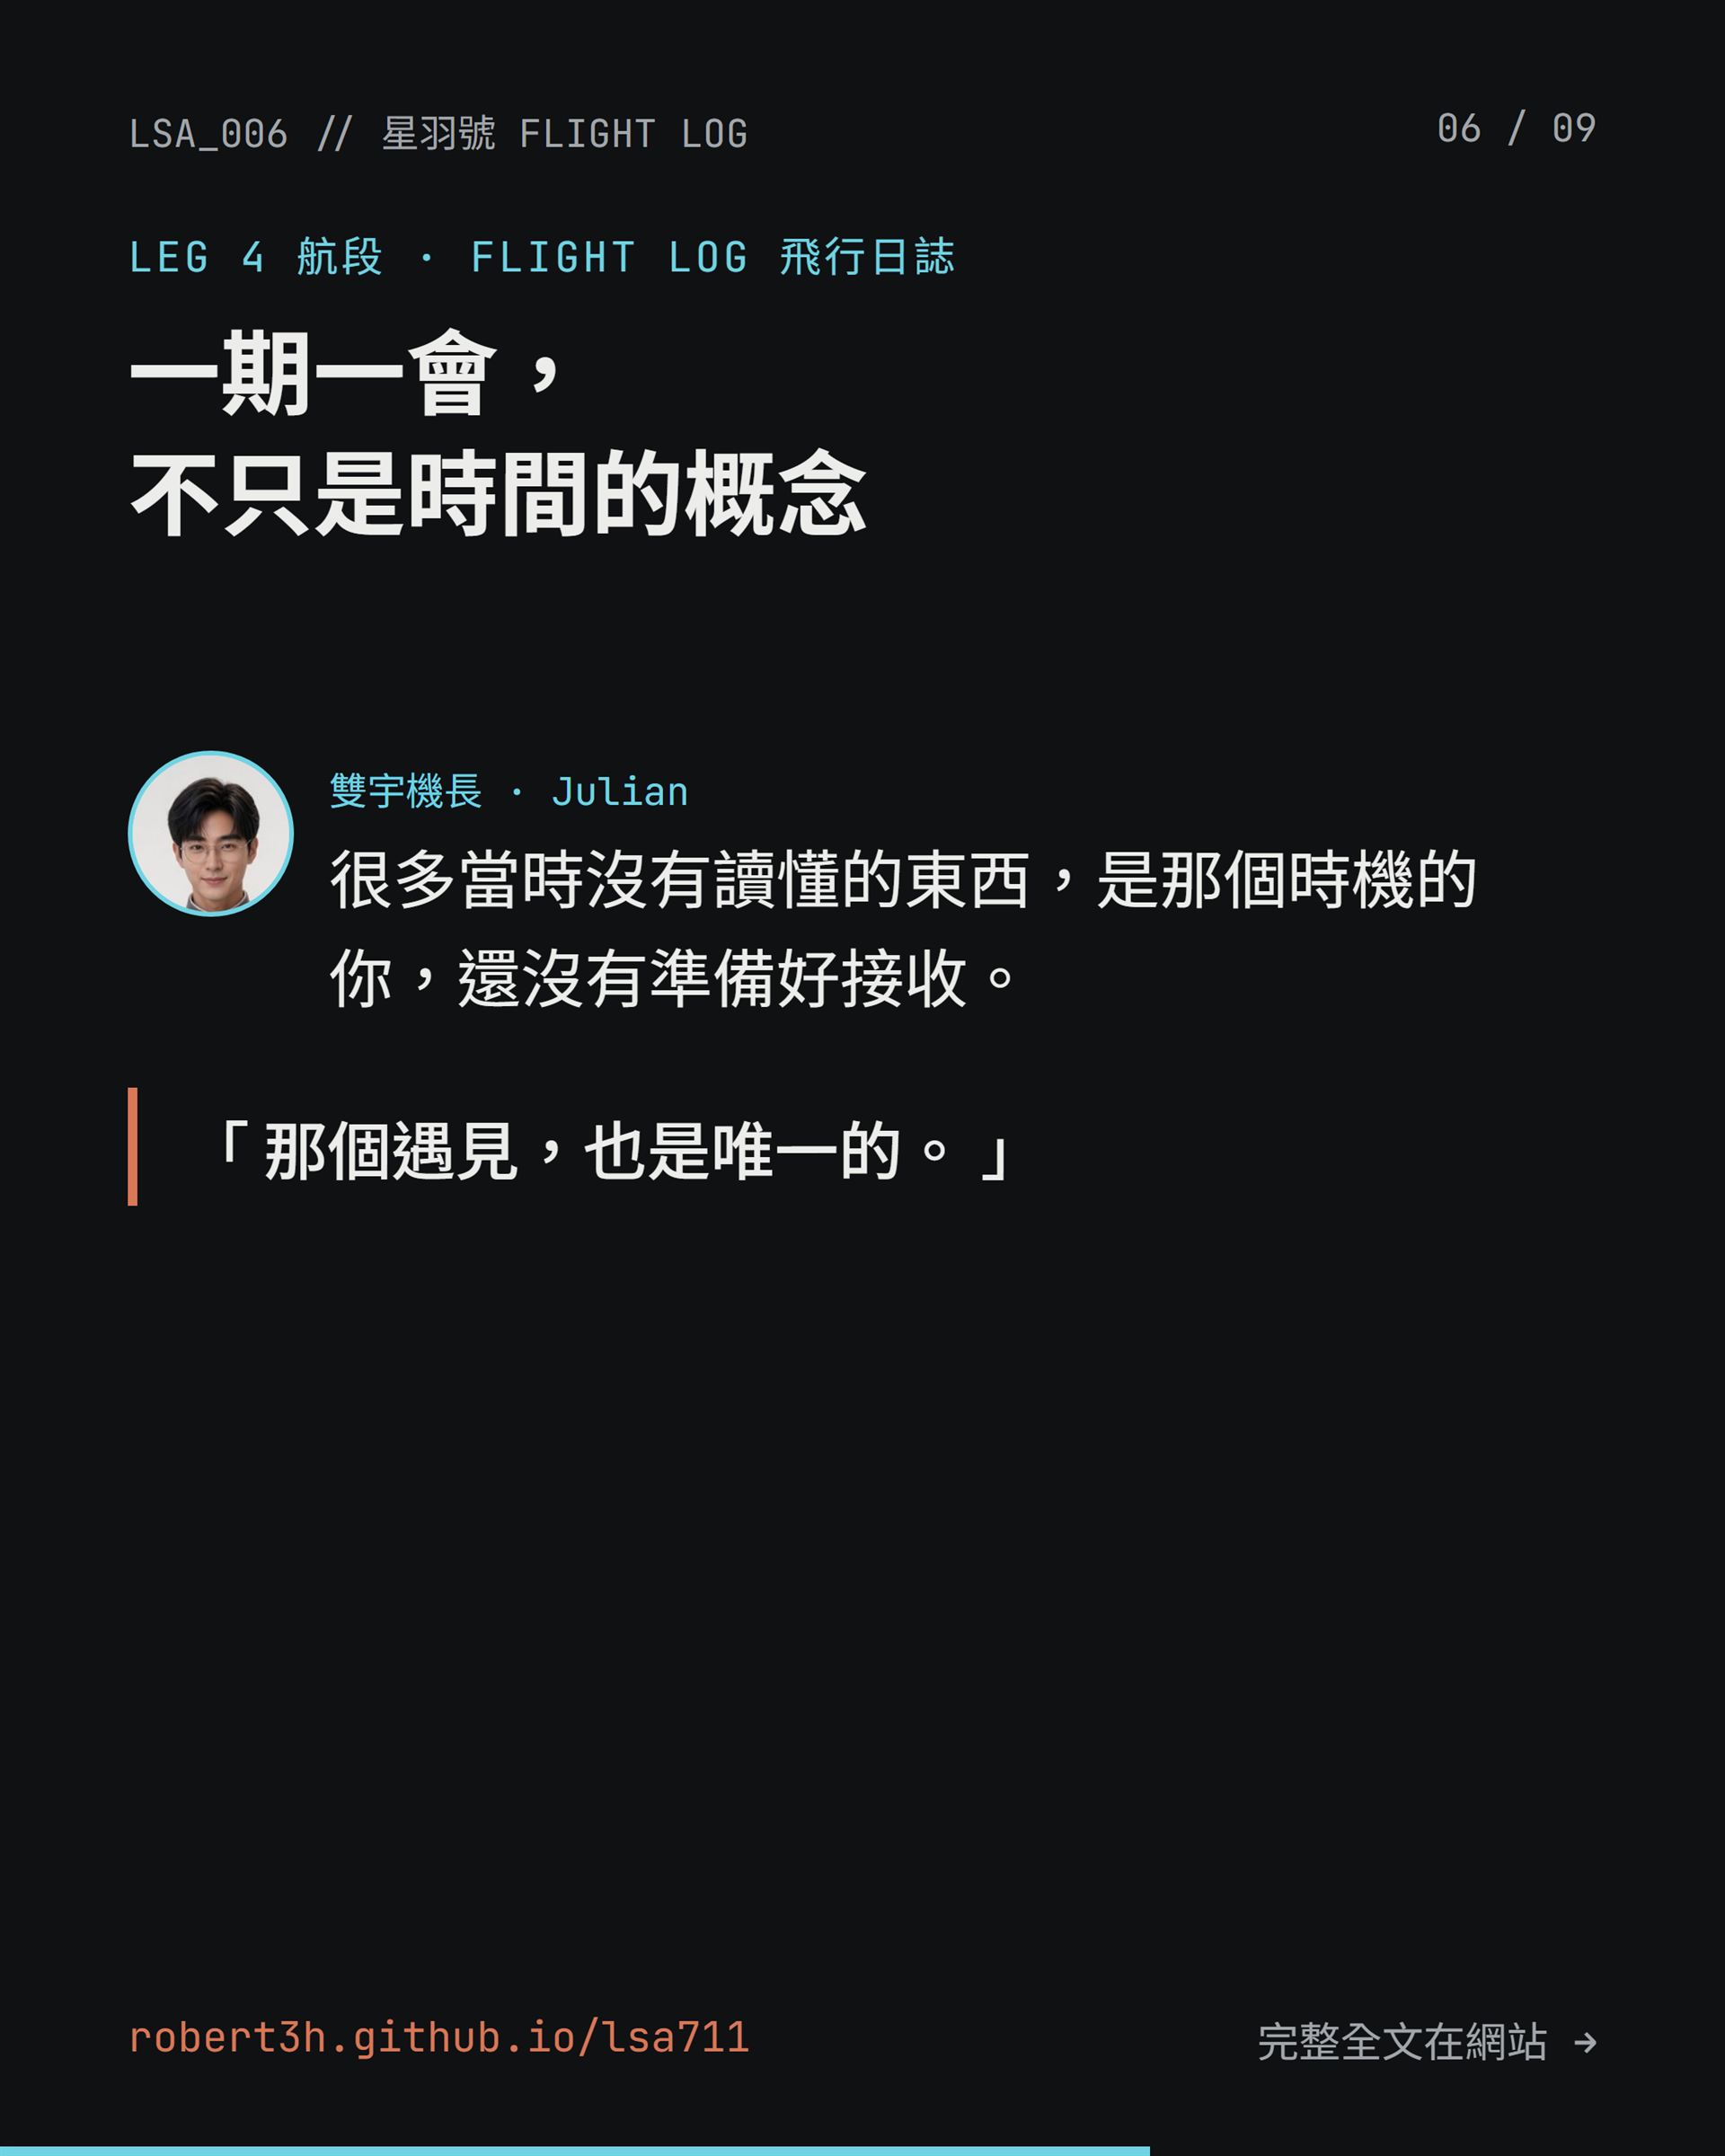 LSA_006 // 星羽號 FLIGHT LOG
06 / 09
LEG 4 航段 · FLIGHT LOG 飛行日誌
一期一會，
不只是時間的概念
雙宇機長 · Julian
很多當時沒有讀懂的東西，是那個時機的
你，還沒有準備好接收。
「那個遇見，也是唯一的。」
robert3h.github.io/lsa711
完整全文在網站 →